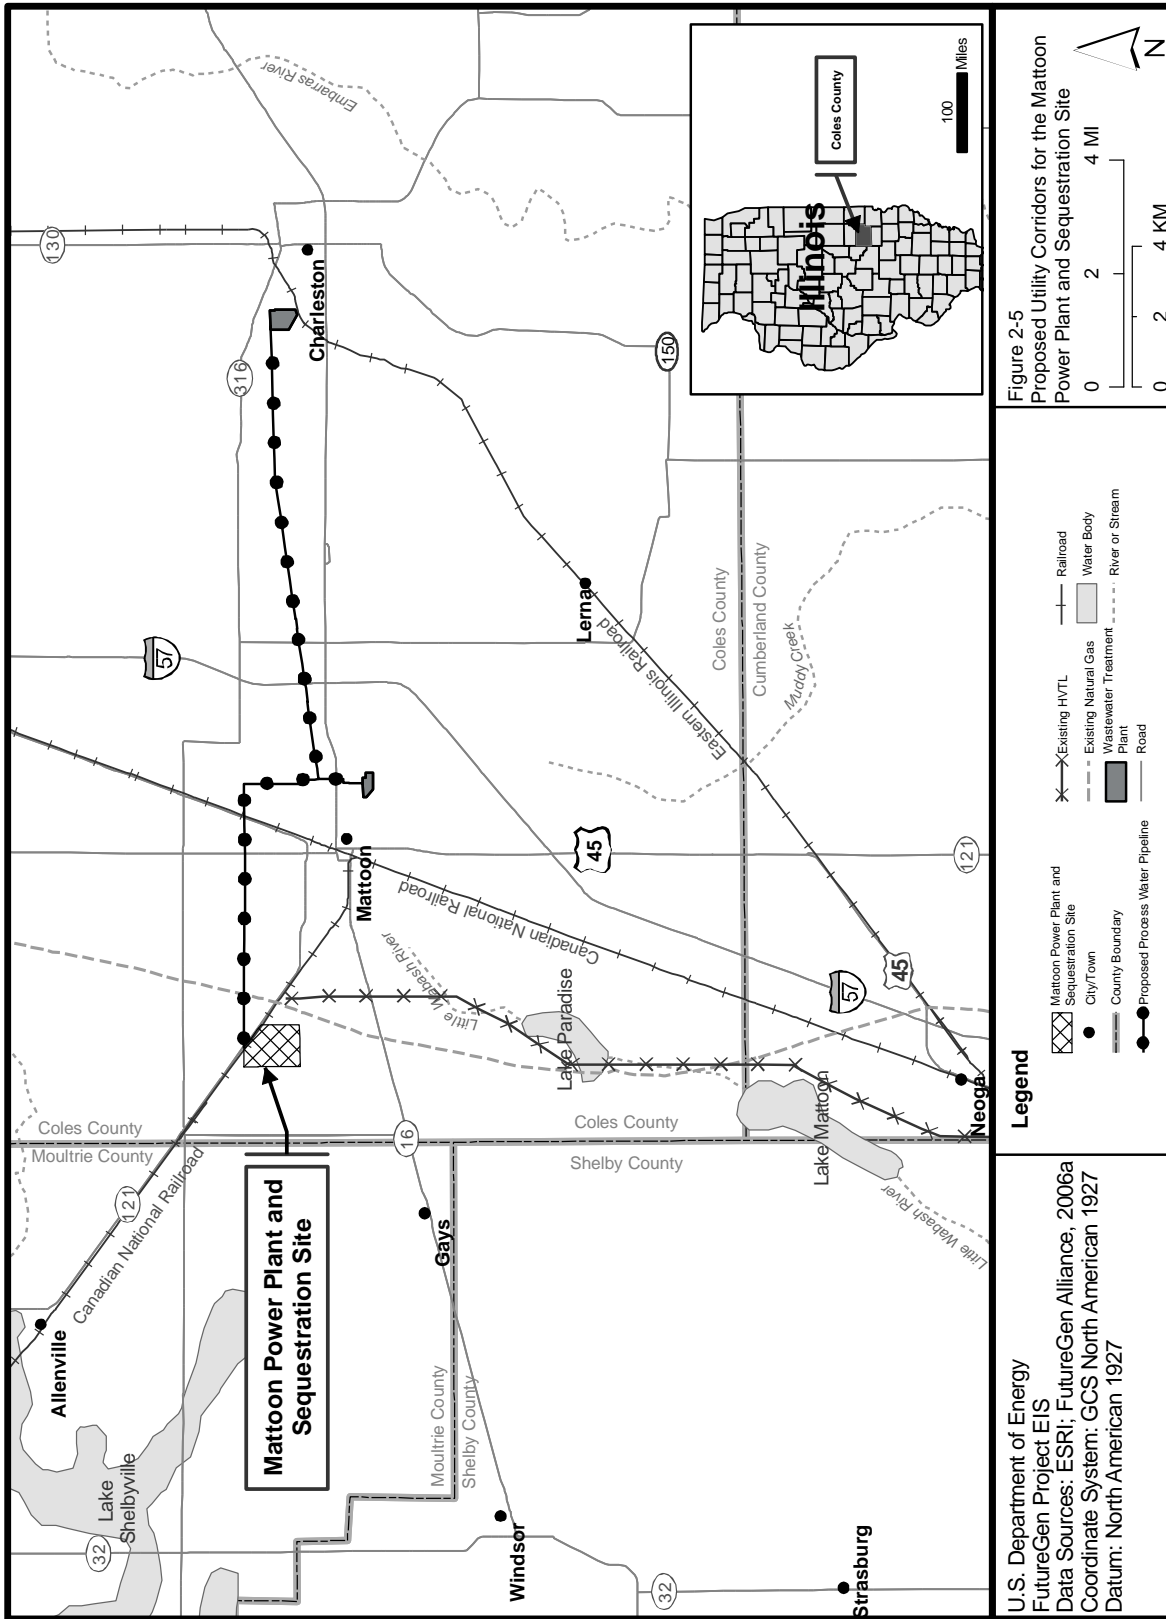 Lake
Shelbyville
32
Allenville
121
Canadian National Railroad
Moultrie County
Coles County
Mattoon Power Plant and
Sequestration Site
Moultrie County
Shelby County
Gays
16
Windsor
32
Strasburg
Shelby County
Coles County
Mattoon
Little Wabash River
Canadian National Railroad
Lake Paradise
Lake Mattoon
Little Wabash River
Neoga
57
45
45
121
57
316
130
Charleston
Embarras River
Lerna
Eastern Illinois Railroad
150
Coles County
Cumberland County
Muddy Creek
Illinois
Coles County
100
Miles
U.S. Department of Energy
FutureGen Project EIS
Data Sources: ESRI; FutureGen Alliance, 2006a
Coordinate System: GCS North American 1927
Datum: North American 1927
Legend
Mattoon Power Plant and
Sequestration Site
City/Town
County Boundary
Proposed Process Water Pipeline
Existing HVTL
Existing Natural Gas
Wastewater Treatment
Plant
Road
Railroad
Water Body
River or Stream
Figure 2-5
Proposed Utility Corridors for the Mattoon
Power Plant and Sequestration Site
0 2 4 MI
0 2 4 KM
N